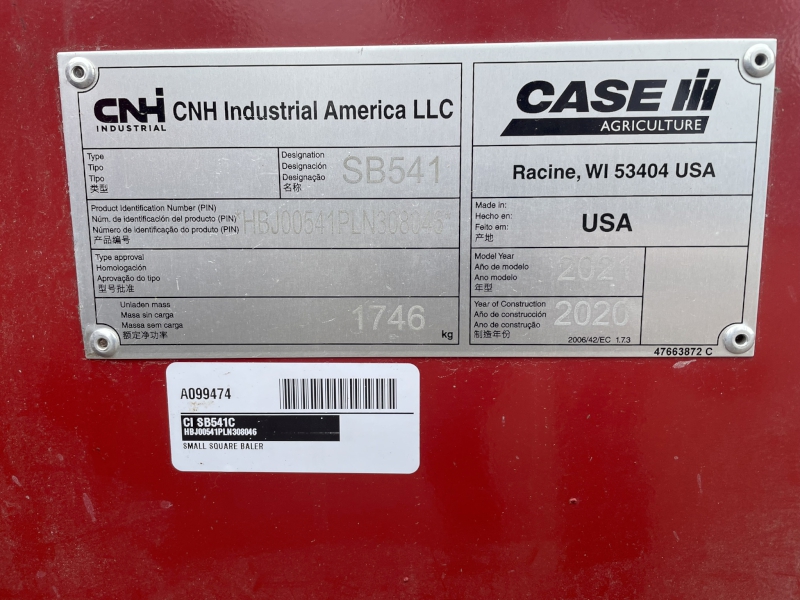 CNH
INDUSTRIAL
CNH Industrial America LLC
Type
Tipo
Tipo
类型
Designation
Designación
Designação
名称
SB541
Product Identification Number (PIN)
Núm. de identificación del producto (PIN)
Número de identificação do produto (PIN)
产品编号
*HBJ00541PLN308046*
Type approval
Homologación
Aprovação do tipo
型号批准
Unladen mass
Masa sin carga
Massa sem carga
额定净功率
1746
kg
CASE IH
AGRICULTURE
Racine, WI 53404 USA
Made in:
Hecho en:
Feito em:
产地
USA
Model Year
Año de modelo
Ano modelo
年型
2021
Year of Construction
Año de construcción
Ano de construção
制造年份
2020
2006/42/EC 1.7.3
47663872 C
A099474
CI SB541C
HBJ00541PLN308046
SMALL SQUARE BALER